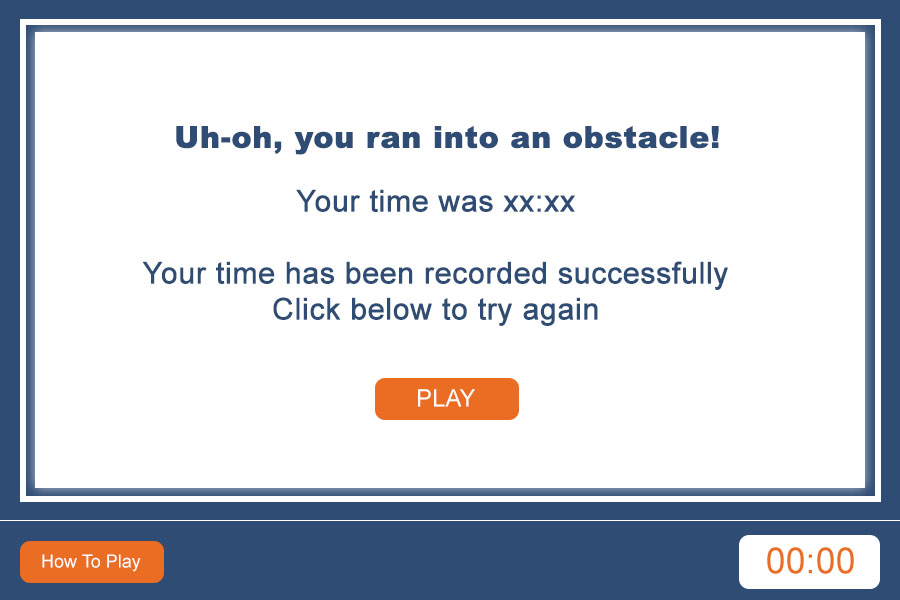 Uh-oh, you ran into an obstacle!
Your time was xx:xx
Your time has been recorded successfully
Click below to try again
PLAY
How To Play
00:00